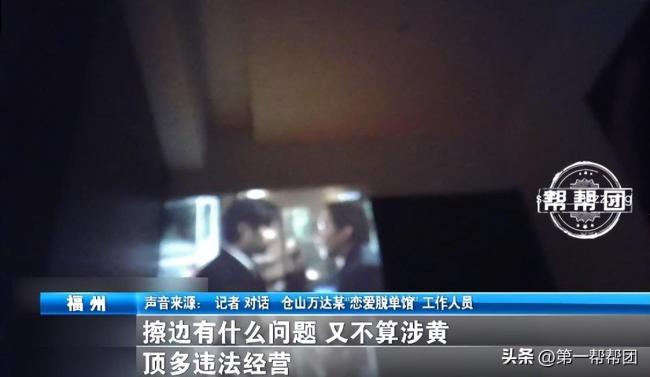 帮帮团
福州
声音来源: 记者 对话 仓山万达某"恋爱脱单馆"工作人员
擦边有什么问题 又不算涉黄
顶多违法经营
头条 @第一帮帮团